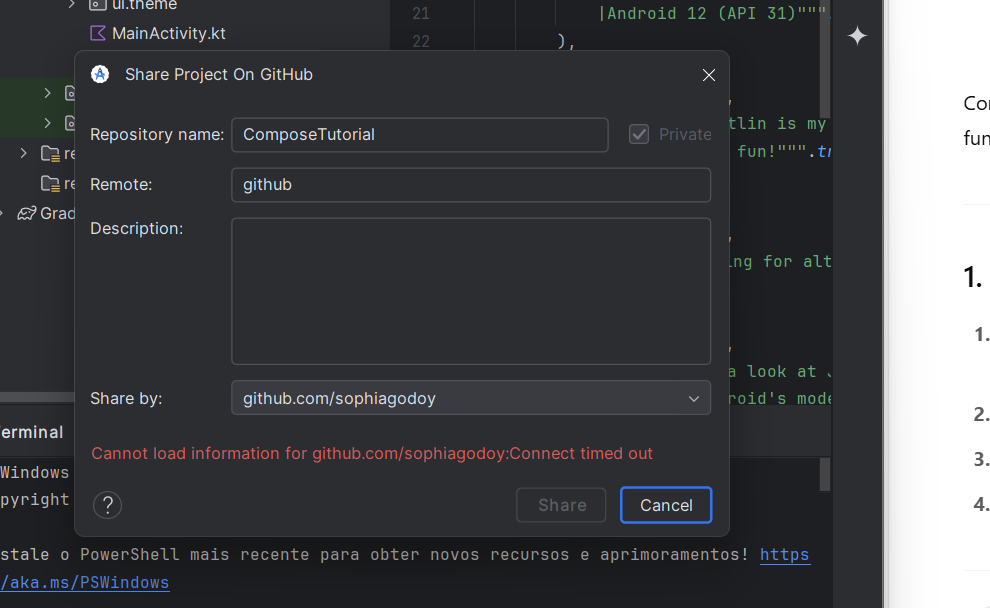 ui.theme
MainActivity.kt
21
22
|Android 12 (API 31)"""
),
Share Project On GitHub
Repository name:
ComposeTutorial
Private
Remote:
github
Description:
Share by:
github.com/sophiagodoy
Cannot load information for github.com/sophiagodoy:Connect timed out
?
Share
Cancel
re
re
Grad
tlin is my
fun!""".tr
ng for alt
a look at J
roid's mode
erminal
Windows
pyright
stale o PowerShell mais recente para obter novos recursos e aprimoramentos! https
/aka.ms/PSWindows
Cor
fun
1.
1.
2.
3.
4.